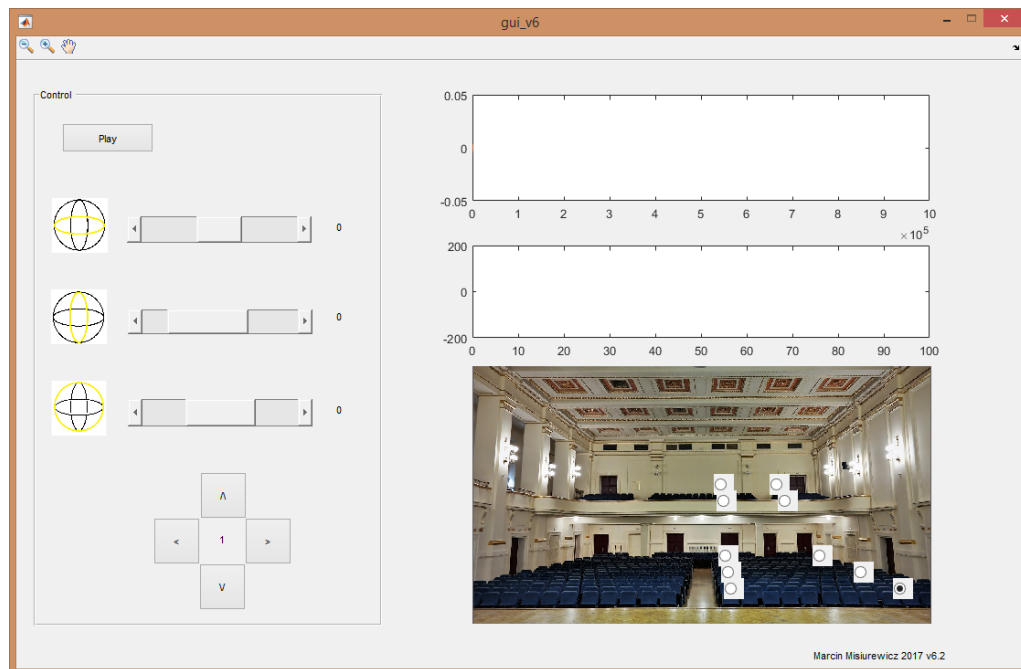 gui_v6
Control
Play
0
0
0
Λ
< 1 >
V
0.05
0
-0.05
0 1 2 3 4 5 6 7 8 9 10
×10^5
200
0
-200
0 10 20 30 40 50 60 70 80 90 100
Marcin Misiurewicz 2017 v6.2